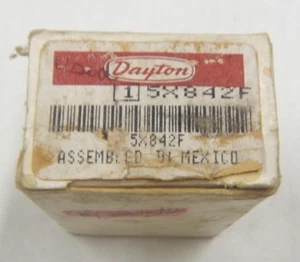 Dayton
1 5X842F
5X842F
ASSEMBLED IN MEXICO